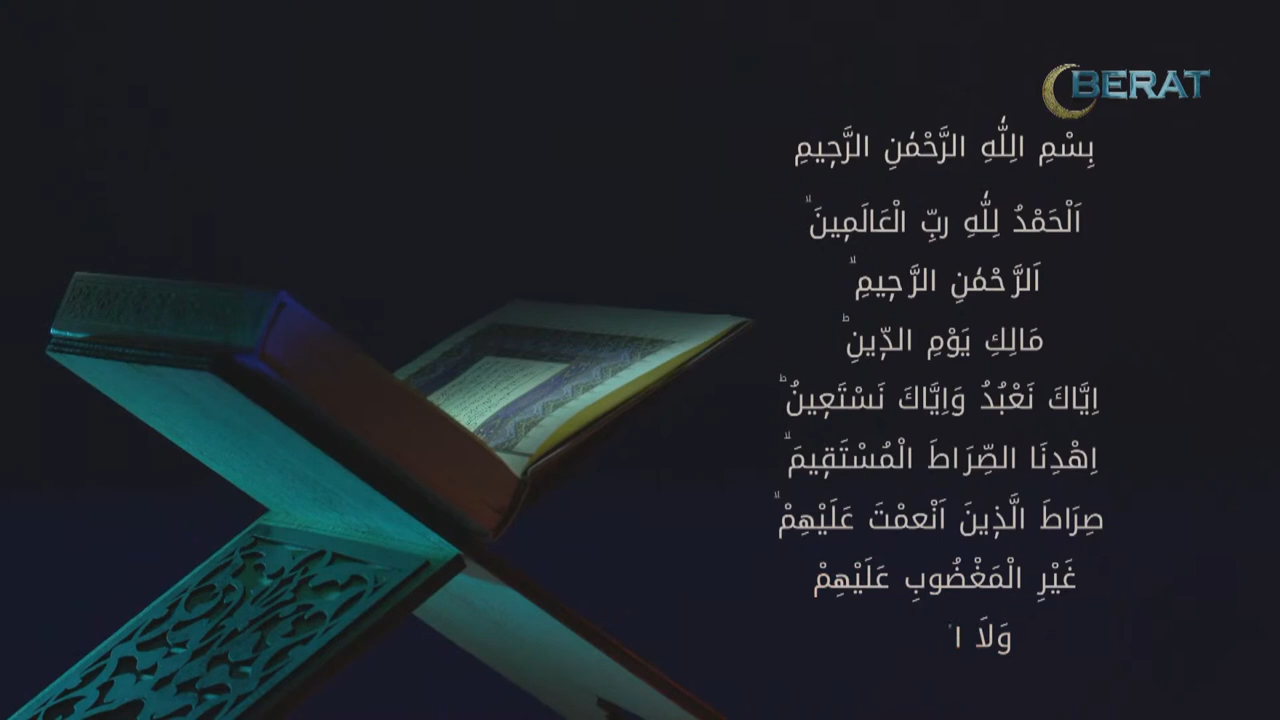 BERAT
بِسْمِ اللّٰهِ الرَّحْمٰنِ الرَّح۪يمِ
اَلْحَمْدُ لِلّٰهِ رَبِّ الْعَالَم۪ينَۙ
اَلرَّحْمٰنِ الرَّح۪يمِۙ
مَالِكِ يَوْمِ الدّ۪ينِۜ
اِيَّاكَ نَعْبُدُ وَاِيَّاكَ نَسْتَع۪ينُۜ
اِهْدِنَا الصِّرَاطَ الْمُسْتَق۪يمَۙ
صِرَاطَ الَّذ۪ينَ اَنْعمْتَ عَلَيْهِمْۙ
غَيْرِ الْمَغْضُوبِ عَلَيْهِمْ
وَلَا ا